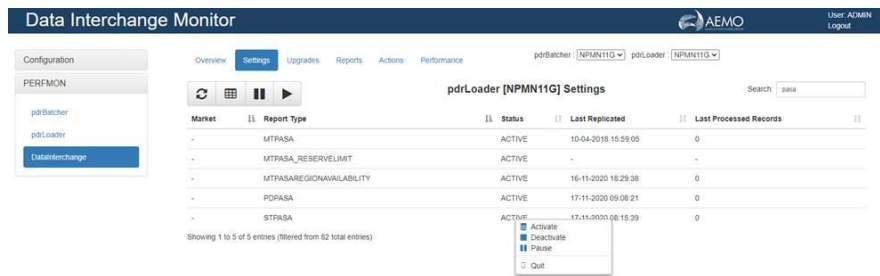 Data Interchange Monitor
AEMO
User: ADMIN
Logout
Configuration
PERFMON
pdrBatcher
pdrLoader
DataInterchange
Overview Settings Upgrades Reports Actions Performance
pdrBatcher : NPMN11G pdrLoader : NPMN11G
pdrLoader [NPMN11G] Settings
Search: pasa
Market Report Type Status Last Replicated Last Processed Records
- MTPASA ACTIVE 10-04-2018 15:59:05 0
- MTPASA_RESERVELIMIT ACTIVE - -
- MTPASAREGIONAVAILABILITY ACTIVE 16-11-2020 18:29:38 0
- PDPASA ACTIVE 17-11-2020 09:08:21 0
- STPASA ACTIVE 17-11-2020 08:15:39 0
Showing 1 to 5 of 5 entries (filtered from 82 total entries)
Activate
Deactivate
Pause
Quit